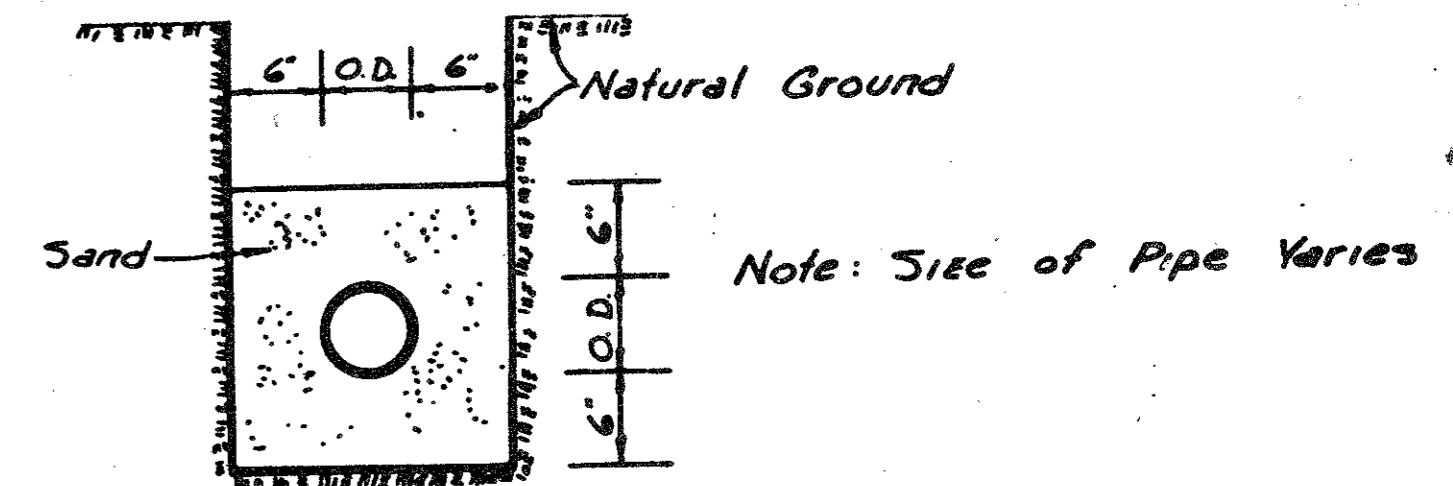 6" O.D. 6"
Natural Ground
Sand
6"
O.D.
6"
Note: Size of Pipe Varies